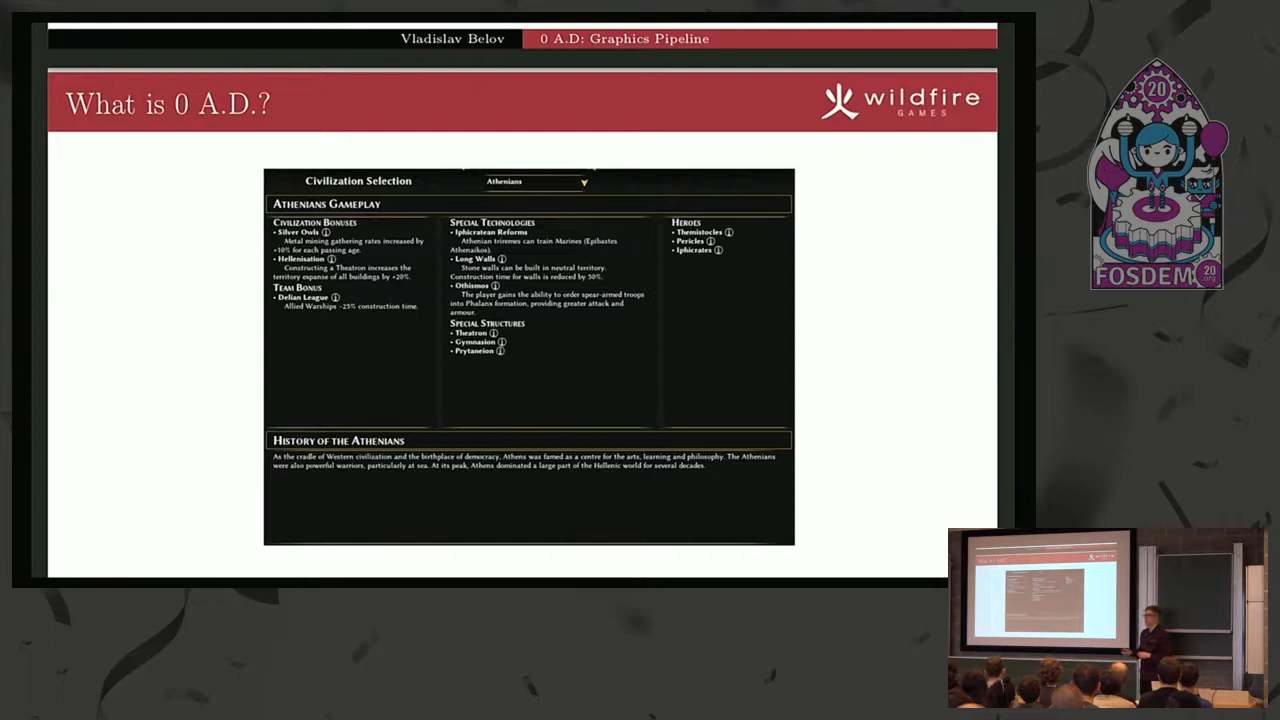 Vladislav Belov
0 A.D: Graphics Pipeline
What is 0 A.D.?
wildfire
GAMES
Civilization Selection
Athenians
ATHENIANS GAMEPLAY
CIVILIZATION BONUSES
• Silver Owls
Metal mining gathering rates increased by
+10% for each passing age.
• Hellenisation
Constructing a Theatron increases the
territory expanse of all buildings by +20%.
TEAM BONUS
• Delian League
Allied Warships -25% construction time.
SPECIAL TECHNOLOGIES
• Iphicratean Reforms
Athenian triremes can train Marines (Epibastes
Athenaikos).
• Long Walls
Stone walls can be built in neutral territory.
Construction time for walls is reduced by 50%.
• Othismos
The player gains the ability to order spear-armed troops
into Phalanx formation, providing greater attack and
armour.
SPECIAL STRUCTURES
• Theatron
• Gymnasion
• Prytaneion
HEROES
• Themistocles
• Pericles
• Iphicrates
HISTORY OF THE ATHENIANS
As the cradle of Western civilization and the birthplace of democracy, Athens was famed as a centre for the arts, learning and philosophy. The Athenians
were also powerful warriors, particularly at sea. At its peak, Athens dominated a large part of the Hellenic world for several decades.
20
FOSDEM
20
.org